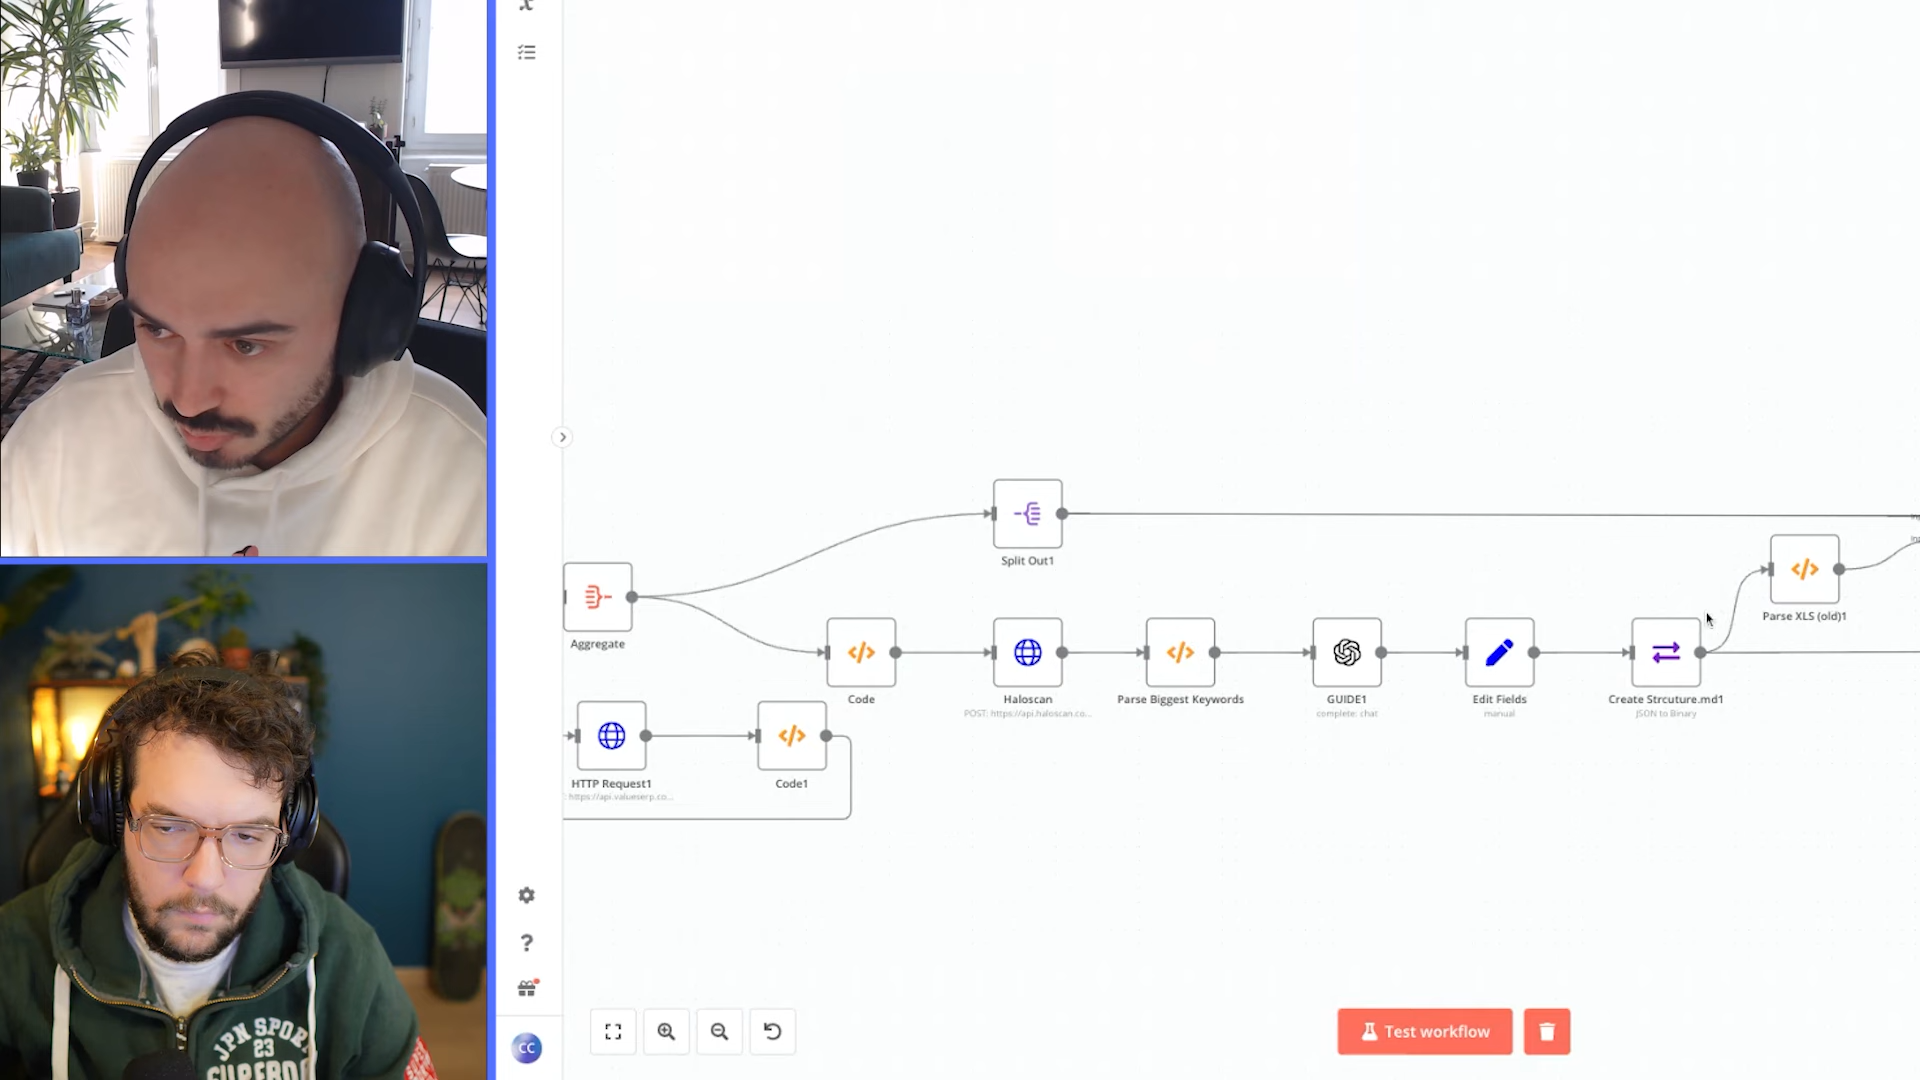 Split Out1
Parse XLS (old)1
Aggregate
Code
Haloscan
POST: https://api.haloscan.co...
Parse Biggest Keywords
GUIDE1
complete: chat
Edit Fields
manual
Create Strcuture.md1
JSON to Binary
HTTP Request1
: https://api.valueserp.co...
Code1
?
CC
Test workflow
JPN SPOR
23
SUPERD